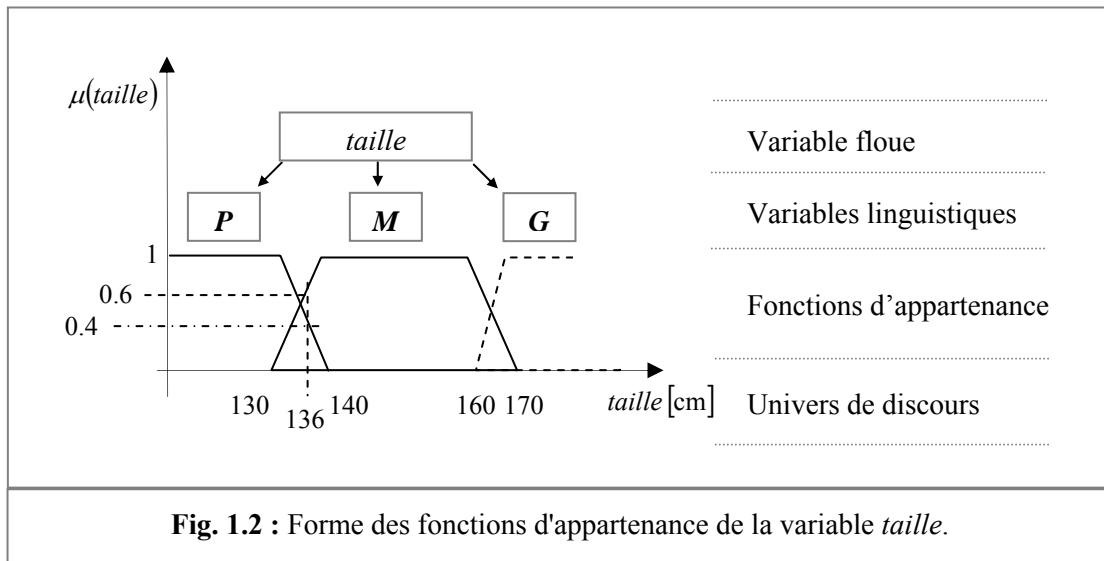 μ(taille)
taille
Variable floue
P M G
Variables linguistiques
1
0.6
0.4
Fonctions d’appartenance
130 136 140 160 170 taille [cm]
Univers de discours
Fig. 1.2 : Forme des fonctions d'appartenance de la variable taille.